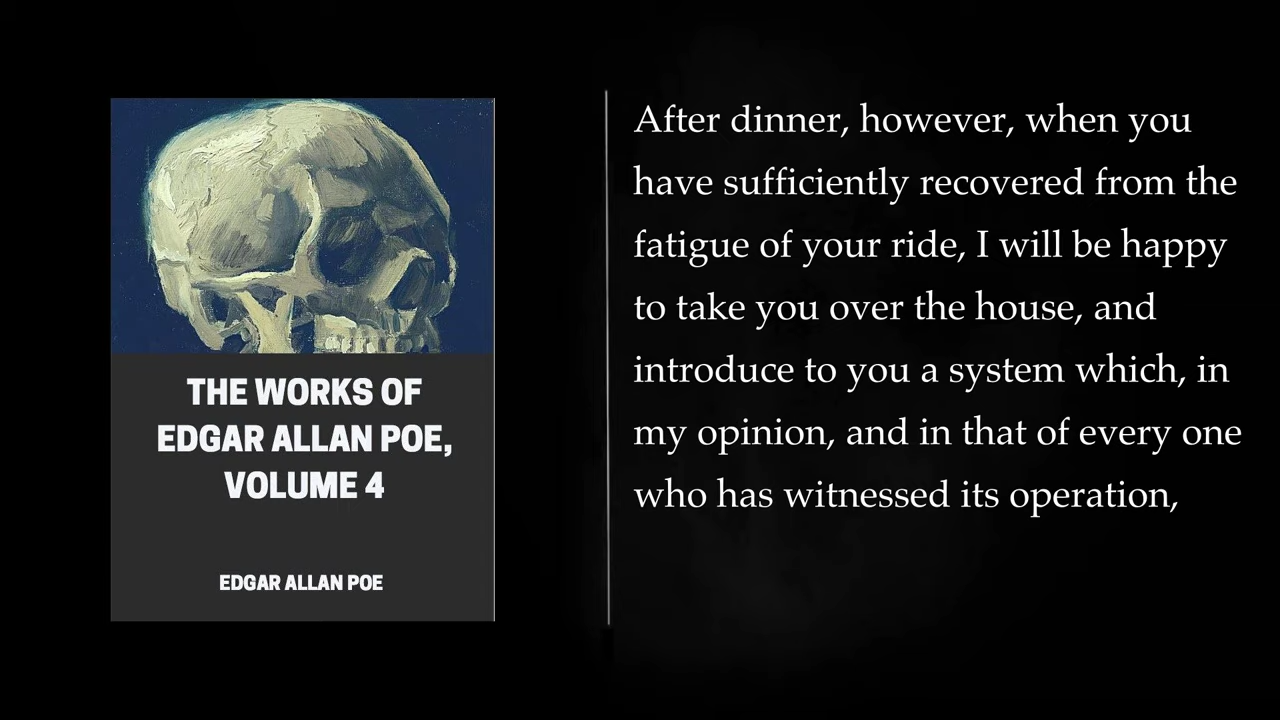 THE WORKS OF
EDGAR ALLAN POE,
VOLUME 4
EDGAR ALLAN POE
After dinner, however, when you
have sufficiently recovered from the
fatigue of your ride, I will be happy
to take you over the house, and
introduce to you a system which, in
my opinion, and in that of every one
who has witnessed its operation,